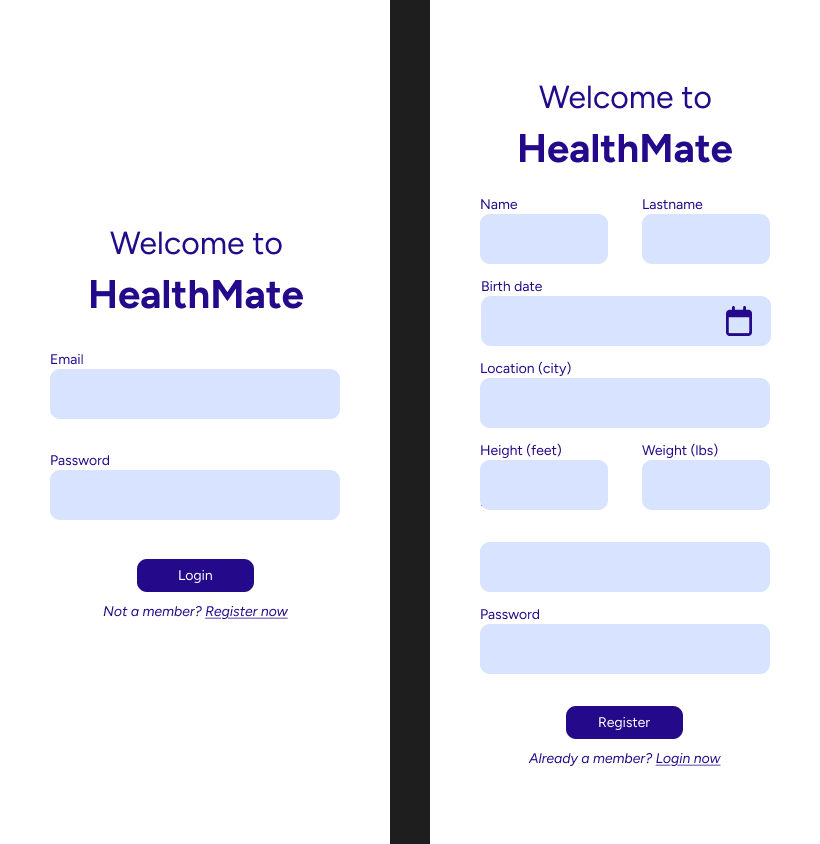 Welcome to
HealthMate
Email
Password
Login
Not a member? Register now
Welcome to
HealthMate
Name Lastname
Birth date
Location (city)
Height (feet) Weight (lbs)
Password
Register
Already a member? Login now